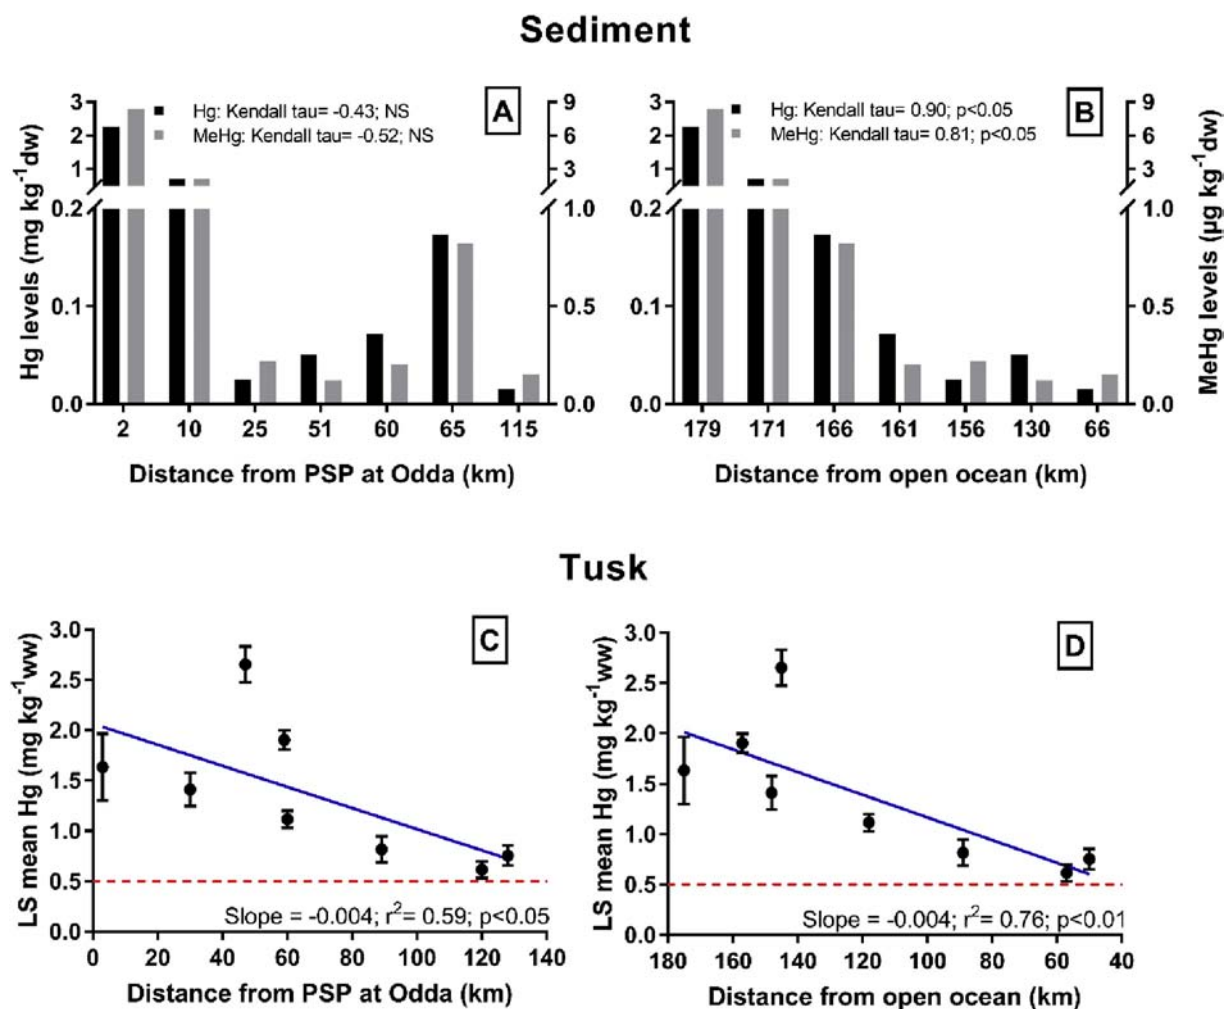 Sediment
A
Hg: Kendall tau= -0.43; NS
MeHg: Kendall tau= -0.52; NS
Hg levels (mg kg⁻¹dw)
3
2
1
0.2
0.1
0.0
9
6
3
1.0
0.5
0.0
2 10 25 51 60 65 115
Distance from PSP at Odda (km)
B
Hg: Kendall tau= 0.90; p<0.05
MeHg: Kendall tau= 0.81; p<0.05
3
2
1
0.2
0.1
0.0
9
6
3
1.0
0.5
0.0
MeHg levels (µg kg⁻¹dw)
179 171 166 161 156 130 66
Distance from open ocean (km)
Tusk
C
LS mean Hg (mg kg⁻¹ww)
3.0
2.5
2.0
1.5
1.0
0.5
0.0
Slope = -0.004; r²= 0.59; p<0.05
0 20 40 60 80 100 120 140
Distance from PSP at Odda (km)
D
LS mean Hg (mg kg⁻¹ww)
3.0
2.5
2.0
1.5
1.0
0.5
0.0
Slope = -0.004; r²= 0.76; p<0.01
180 160 140 120 100 80 60 40
Distance from open ocean (km)